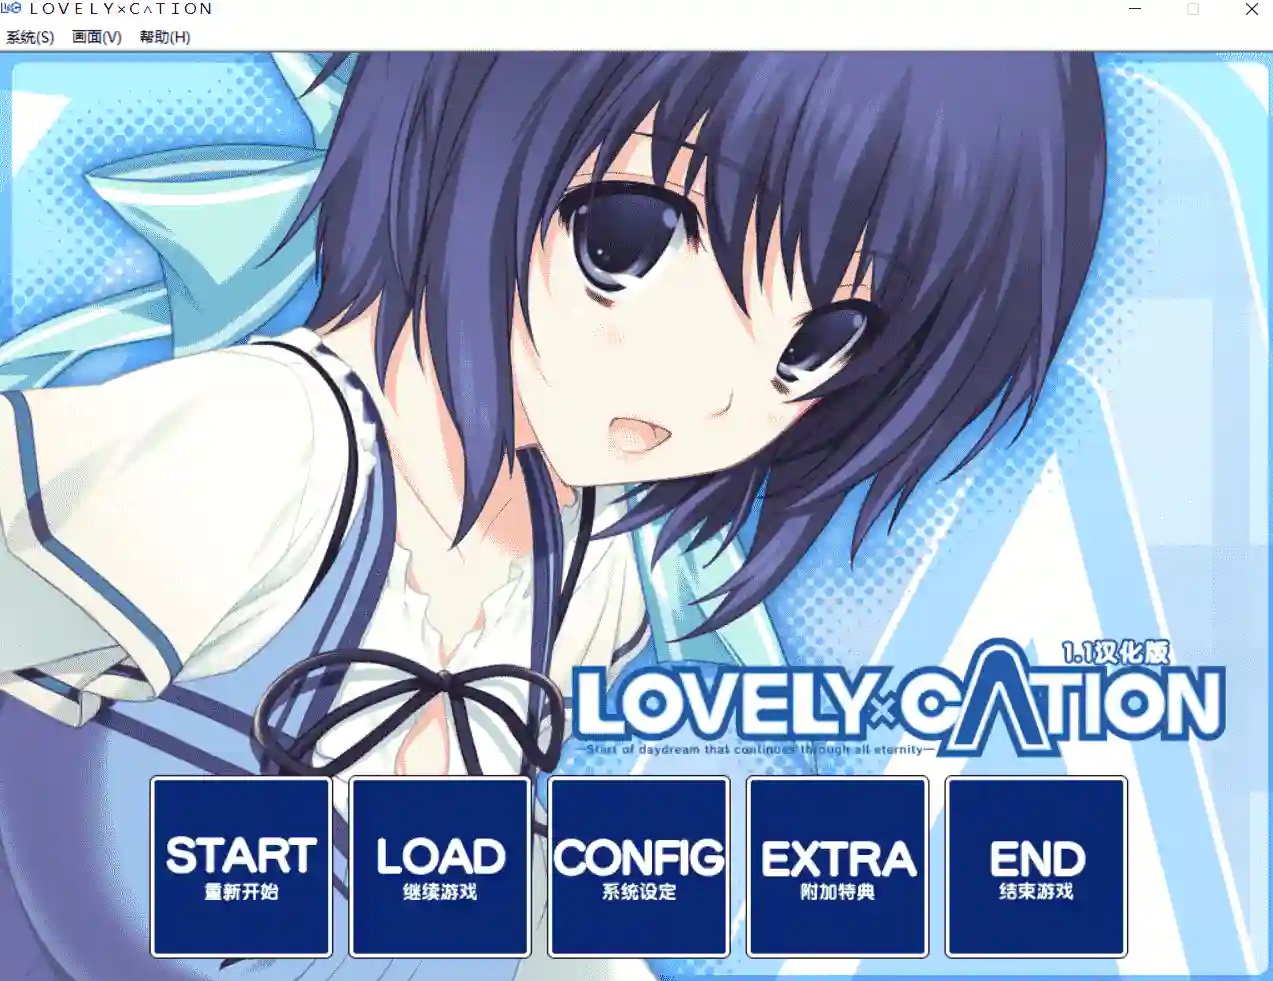 LOVELY×C∧TION
系统(S) 画面(V) 帮助(H)
1.1汉化版
LOVELY×CATION
—Start of daydream that continues through all eternity—
START LOAD CONFIG EXTRA END
重新开始 继续游戏 系统设定 附加特典 结束游戏